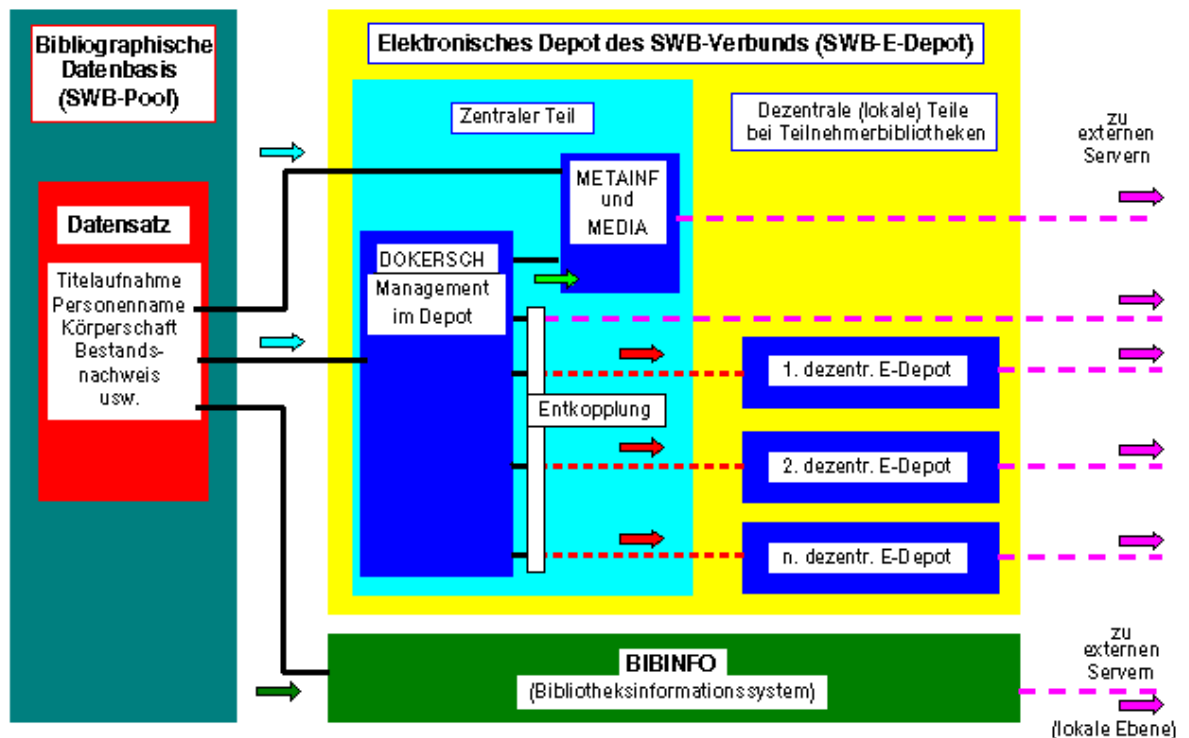 Bibliographische
Datenbasis
(SWB-Pool)
Datensatz
Titelaufnahme
Personenname
Körperschaft
Bestands-
nachweis
usw.
Elektronisches Depot des SWB-Verbunds (SWB-E-Depot)
Zentraler Teil
Dezentrale (lokale) Teile
bei Teilnehmerbibliotheken
METAINF
und
MEDIA
DOKERSCH
Management
im Depot
Entkopplung
1. dezentr. E-Depot
2. dezentr. E-Depot
n. dezentr. E-Depot
zu
externen
Servern
BIBINFO
(Bibliotheksinformationssystem)
zu
externen
Servern
(lokale Ebene)